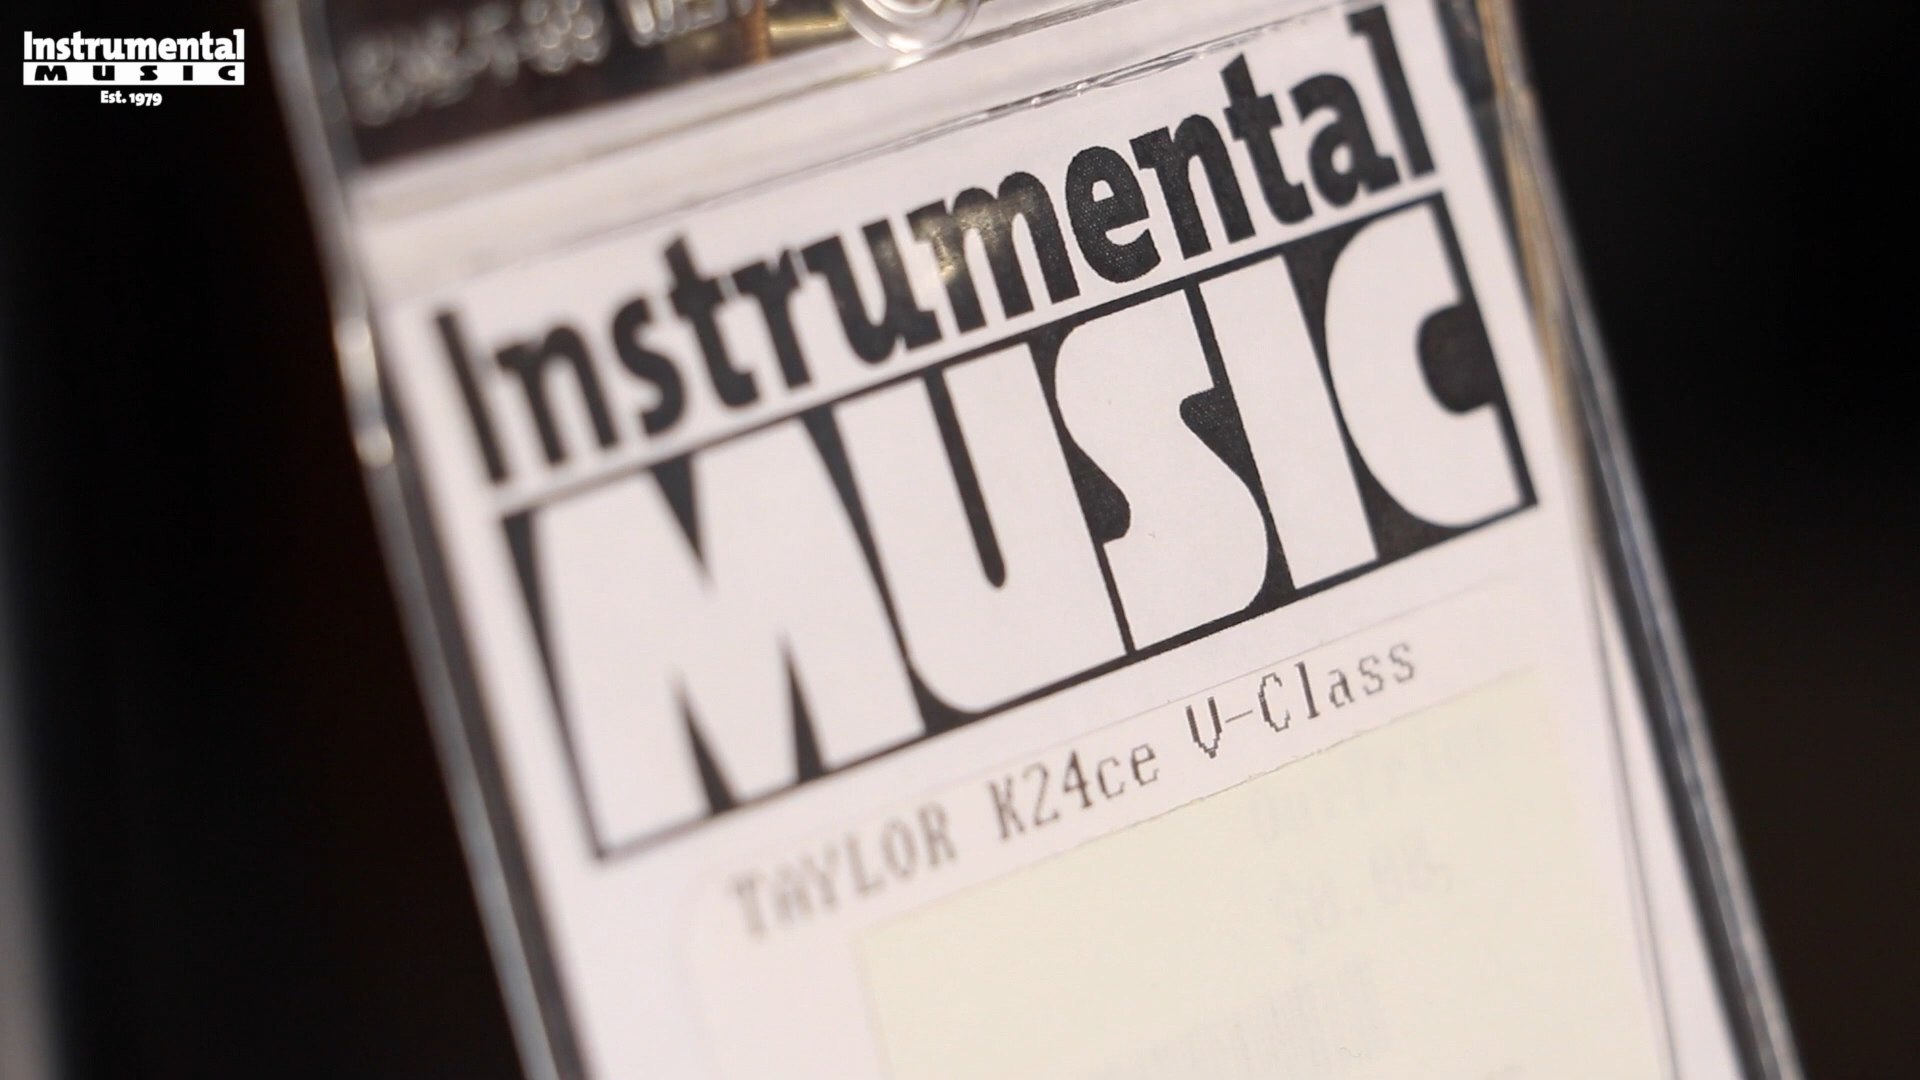 Instrumental
MUSIC
Est. 1979
Instrumental
MUSIC
TAYLOR K24ce V-Class